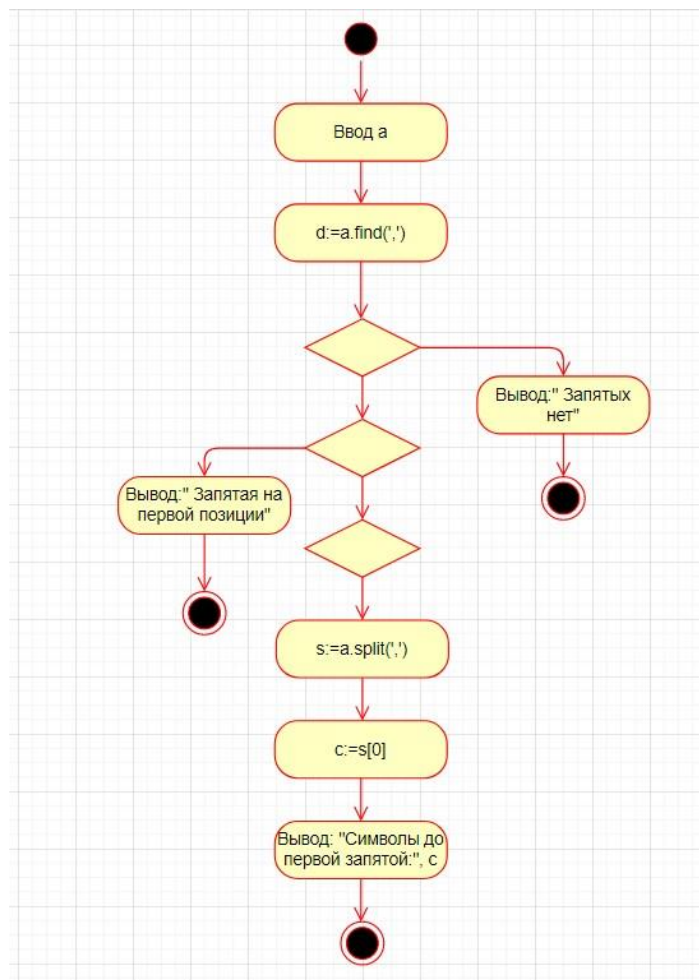 Ввод a
d:=a.find(',')
Вывод:" Запятых
нет"
Вывод:" Запятая на
первой позиции"
s:=a.split(',')
c:=s[0]
Вывод: "Символы до
первой запятой:", c